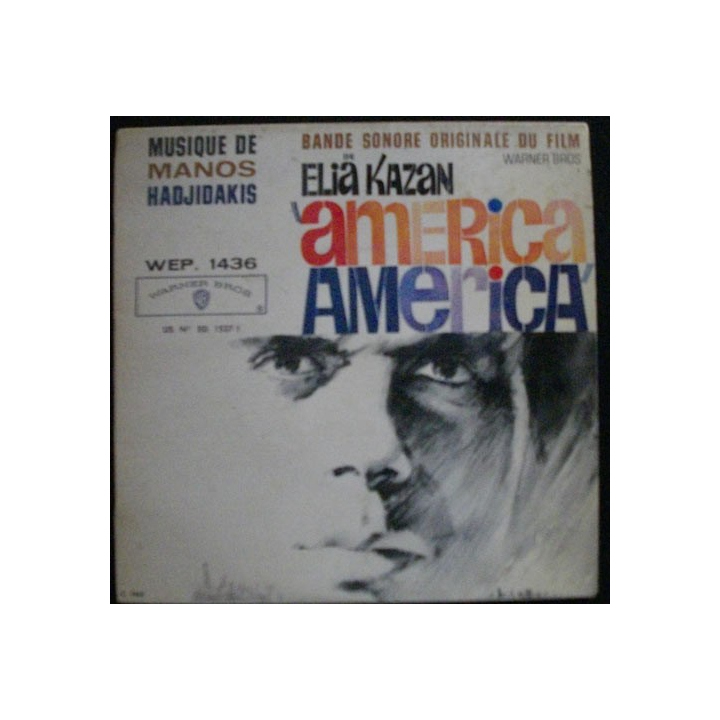 MUSIQUE DE
MANOS
HADJIDAKIS
WEP. 1436
WARNER BROS
BANDE SONORE ORIGINALE DU FILM
WARNER BROS
DE
ELIA KAZAN
'AMERICA
AMERICA'